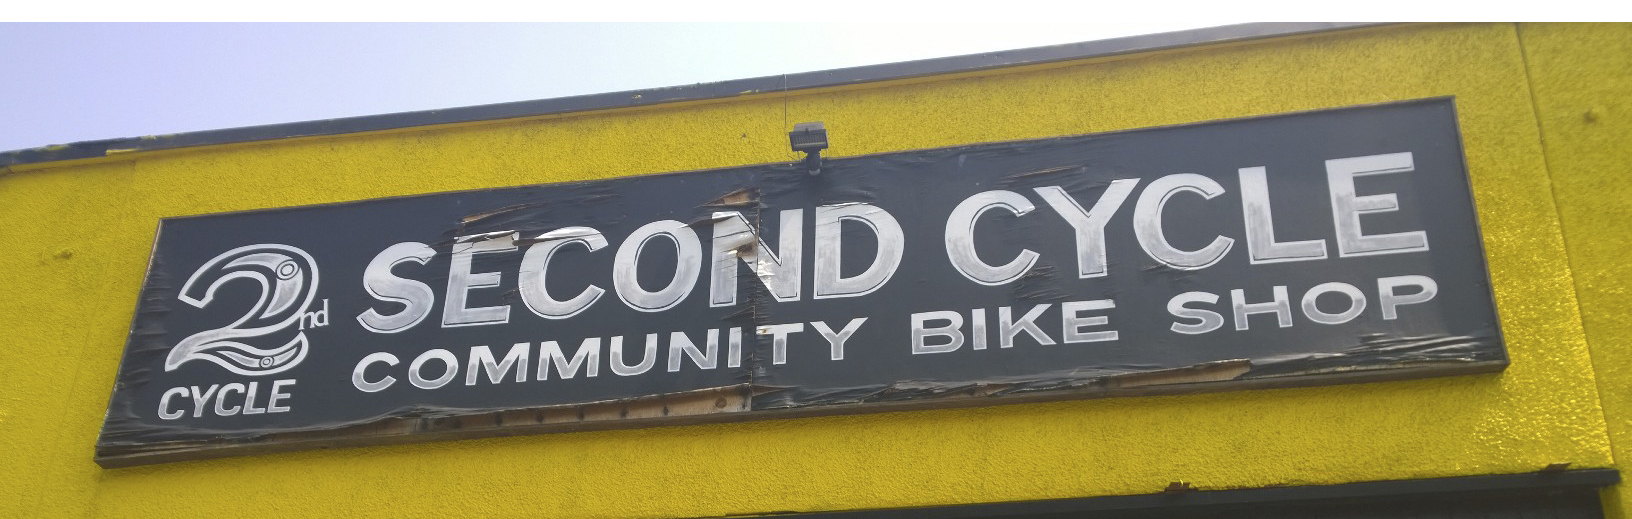 2nd
CYCLE
SECOND CYCLE
COMMUNITY BIKE SHOP